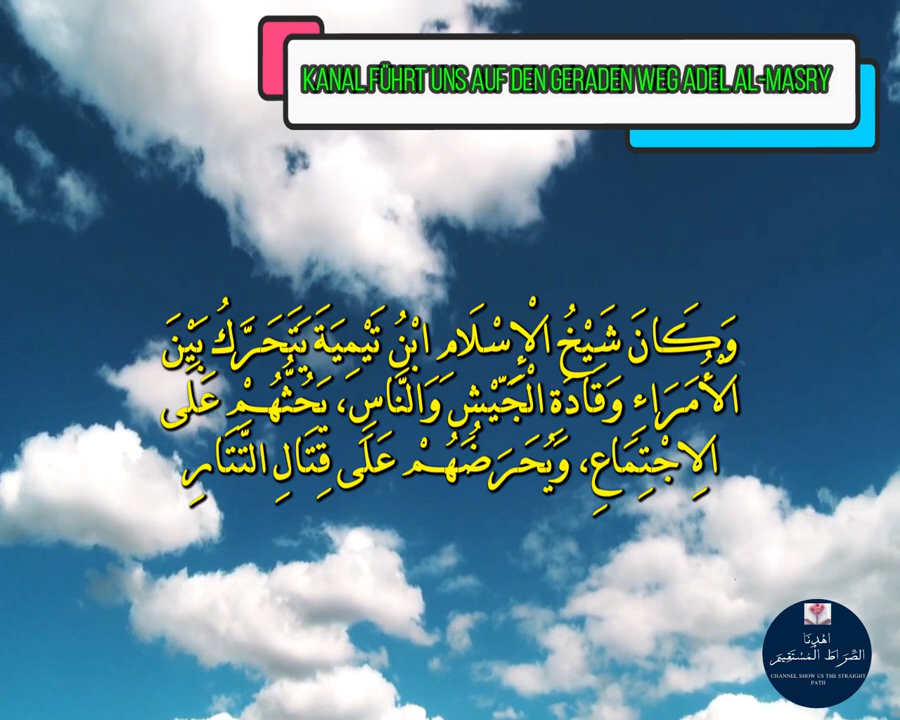 KANAL FÜHRT UNS AUF DEN GERADEN WEG ADEL AL-MASRY
وَكَانَ شَيْخُ الْإِسْلَامِ ابْنُ تَيْمِيَةَ يَتَحَرَّكُ بَيْنَ
الْأُمَرَاءِ وَقَادَةِ الْجَيْشِ وَالنَّاسِ، يَحُثُّهُمْ عَلَى
الِاجْتِمَاعِ، وَيُحَرِّضُهُمْ عَلَى قِتَالِ التَّتَارِ
اهْدِنَا
الصِّرَاطَ الْمُسْتَقِيمَ
CHANNEL SHOW US THE STRAIGHT
PATH